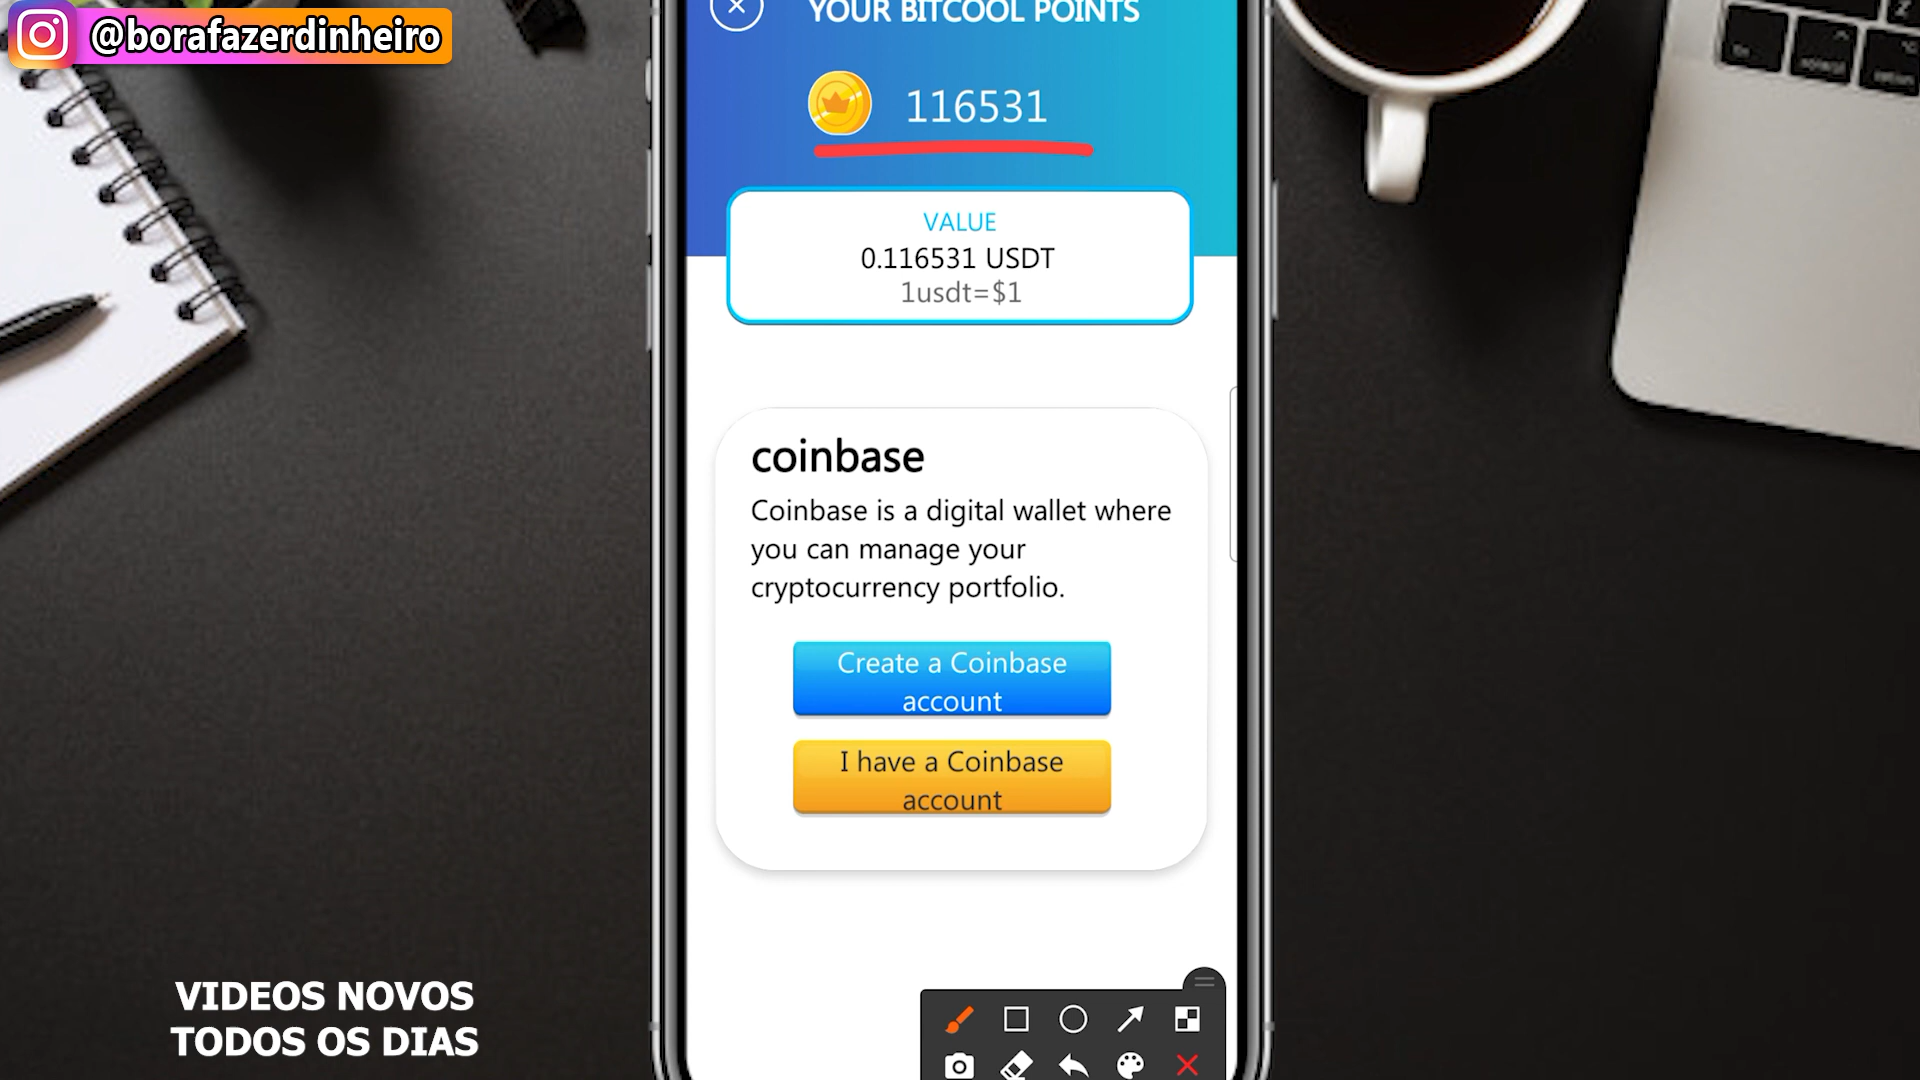 @borafazerdinheiro
YOUR BITCOOL POINTS
116531
VALUE
0.116531 USDT
1usdt=$1
coinbase
Coinbase is a digital wallet where
you can manage your
cryptocurrency portfolio.
Create a Coinbase
account
I have a Coinbase
account
VIDEOS NOVOS
TODOS OS DIAS